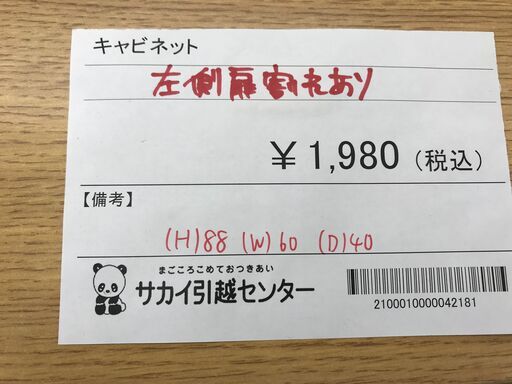 キャビネット
左側扉割れあり
¥1,980（税込）
【備考】
(H)88 (W)60 (D)40
まごころこめておつきあい
サカイ引越センター
2100010000042181